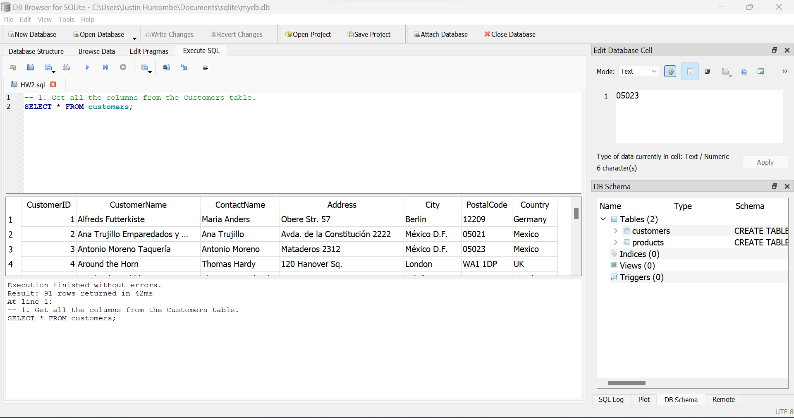 DB Browser for SQLite - C:\Users\Justin Hurcombe\Documents\sqlite\mydb.db
File Edit View Tools Help
New Database Open Database Write Changes Revert Changes Open Project Save Project Attach Database Close Database
Database Structure Browse Data Edit Pragmas Execute SQL
HW2.sql
1 -- 1. Get all the columns from the Customers table.
2 SELECT * FROM customers;
CustomerID CustomerName ContactName Address City PostalCode Country
1 1 Alfreds Futterkiste Maria Anders Obere Str. 57 Berlin 12209 Germany
2 2 Ana Trujillo Emparedados y ... Ana Trujillo Avda. de la Constitución 2222 México D.F. 05021 Mexico
3 3 Antonio Moreno Taquería Antonio Moreno Mataderos 2312 México D.F. 05023 Mexico
4 4 Around the Horn Thomas Hardy 120 Hanover Sq. London WA1 1DP UK
Execution finished without errors.
Result: 91 rows returned in 42ms
At line 1:
-- 1. Get all the columns from the Customers table.
SELECT * FROM customers;
Edit Database Cell
Mode: Text
1 05023
Type of data currently in cell: Text / Numeric
6 character(s)
Apply
DB Schema
Name Type Schema
Tables (2)
customers CREATE TABLE
products CREATE TABLE
Indices (0)
Views (0)
Triggers (0)
SQL Log Plot DB Schema Remote
UTF-8